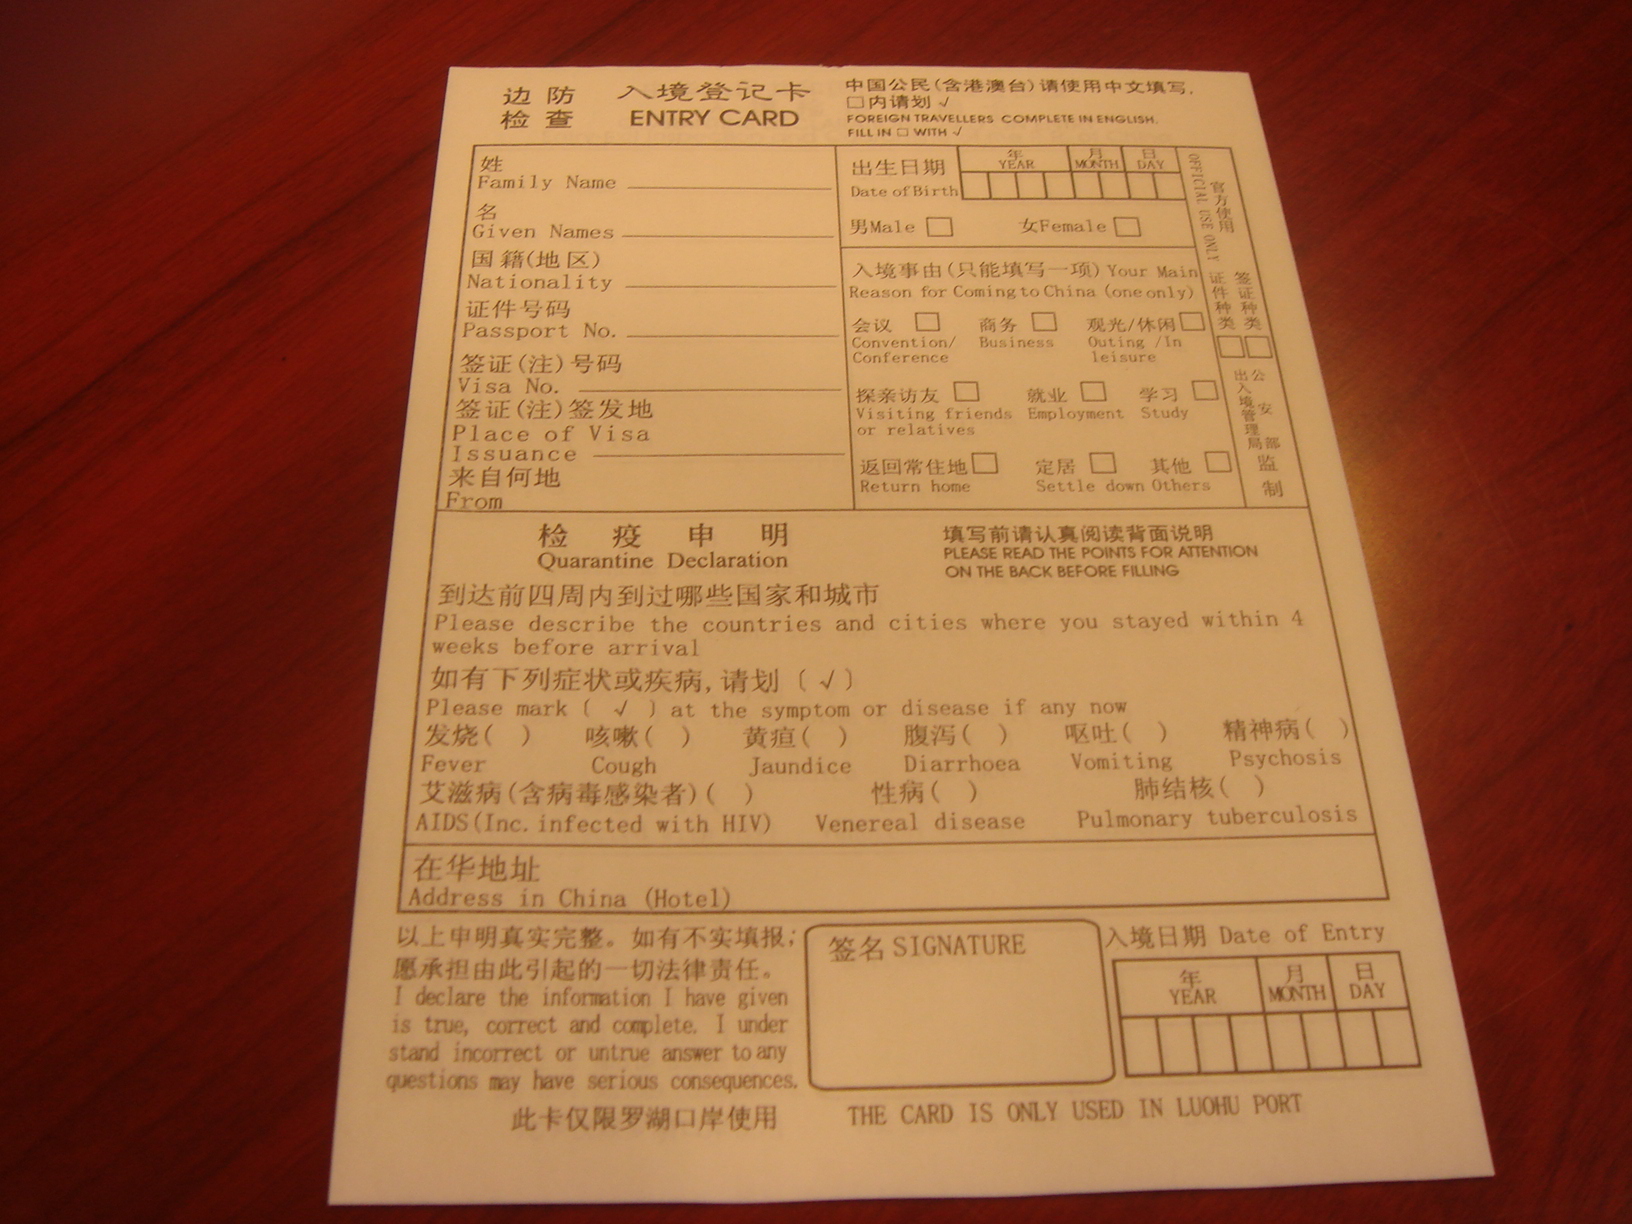 边防 入境登记卡
检查 ENTRY CARD
中国公民(含港澳台)请使用中文填写,
□内请划√
FOREIGN TRAVELLERS COMPLETE IN ENGLISH.
FILL IN □ WITH √
姓
Family Name
名
Given Names
国籍(地区)
Nationality
证件号码
Passport No.
签证(注)号码
Visa No.
签证(注)签发地
Place of Visa
Issuance
来自何地
From
出生日期
Date of Birth
年 月 日
YEAR MONTH DAY
男Male □ 女Female □
入境事由(只能填写一项) Your Main
Reason for Coming to China (one only)
会议 □ 商务 □ 观光/休闲 □
Convention/ Business Outing /In
Conference leisure
探亲访友 □ 就业 □ 学习 □
Visiting friends Employment Study
or relatives
返回常住地 □ 定居 □ 其他 □
Return home Settle down Others
官方使用
OFFICIAL USE ONLY
证件种类
签证种类
公安部
出入境管理局
监制
检疫申明
Quarantine Declaration
填写前请认真阅读背面说明
PLEASE READ THE POINTS FOR ATTENTION
ON THE BACK BEFORE FILLING
到达前四周内到过哪些国家和城市
Please describe the countries and cities where you stayed within 4
weeks before arrival
如有下列症状或疾病,请划〔√〕
Please mark ( √ ) at the symptom or disease if any now
发烧( ) 咳嗽( ) 黄疸( ) 腹泻( ) 呕吐( ) 精神病( )
Fever Cough Jaundice Diarrhoea Vomiting Psychosis
艾滋病(含病毒感染者)( ) 性病( ) 肺结核( )
AIDS(Inc. infected with HIV) Venereal disease Pulmonary tuberculosis
在华地址
Address in China (Hotel)
以上申明真实完整。如有不实填报;
愿承担由此引起的一切法律责任。
I declare the information I have given
is true, correct and complete. I under
stand incorrect or untrue answer to any
questions may have serious consequences.
签名 SIGNATURE
入境日期 Date of Entry
年 月 日
YEAR MONTH DAY
此卡仅限罗湖口岸使用 THE CARD IS ONLY USED IN LUOHU PORT